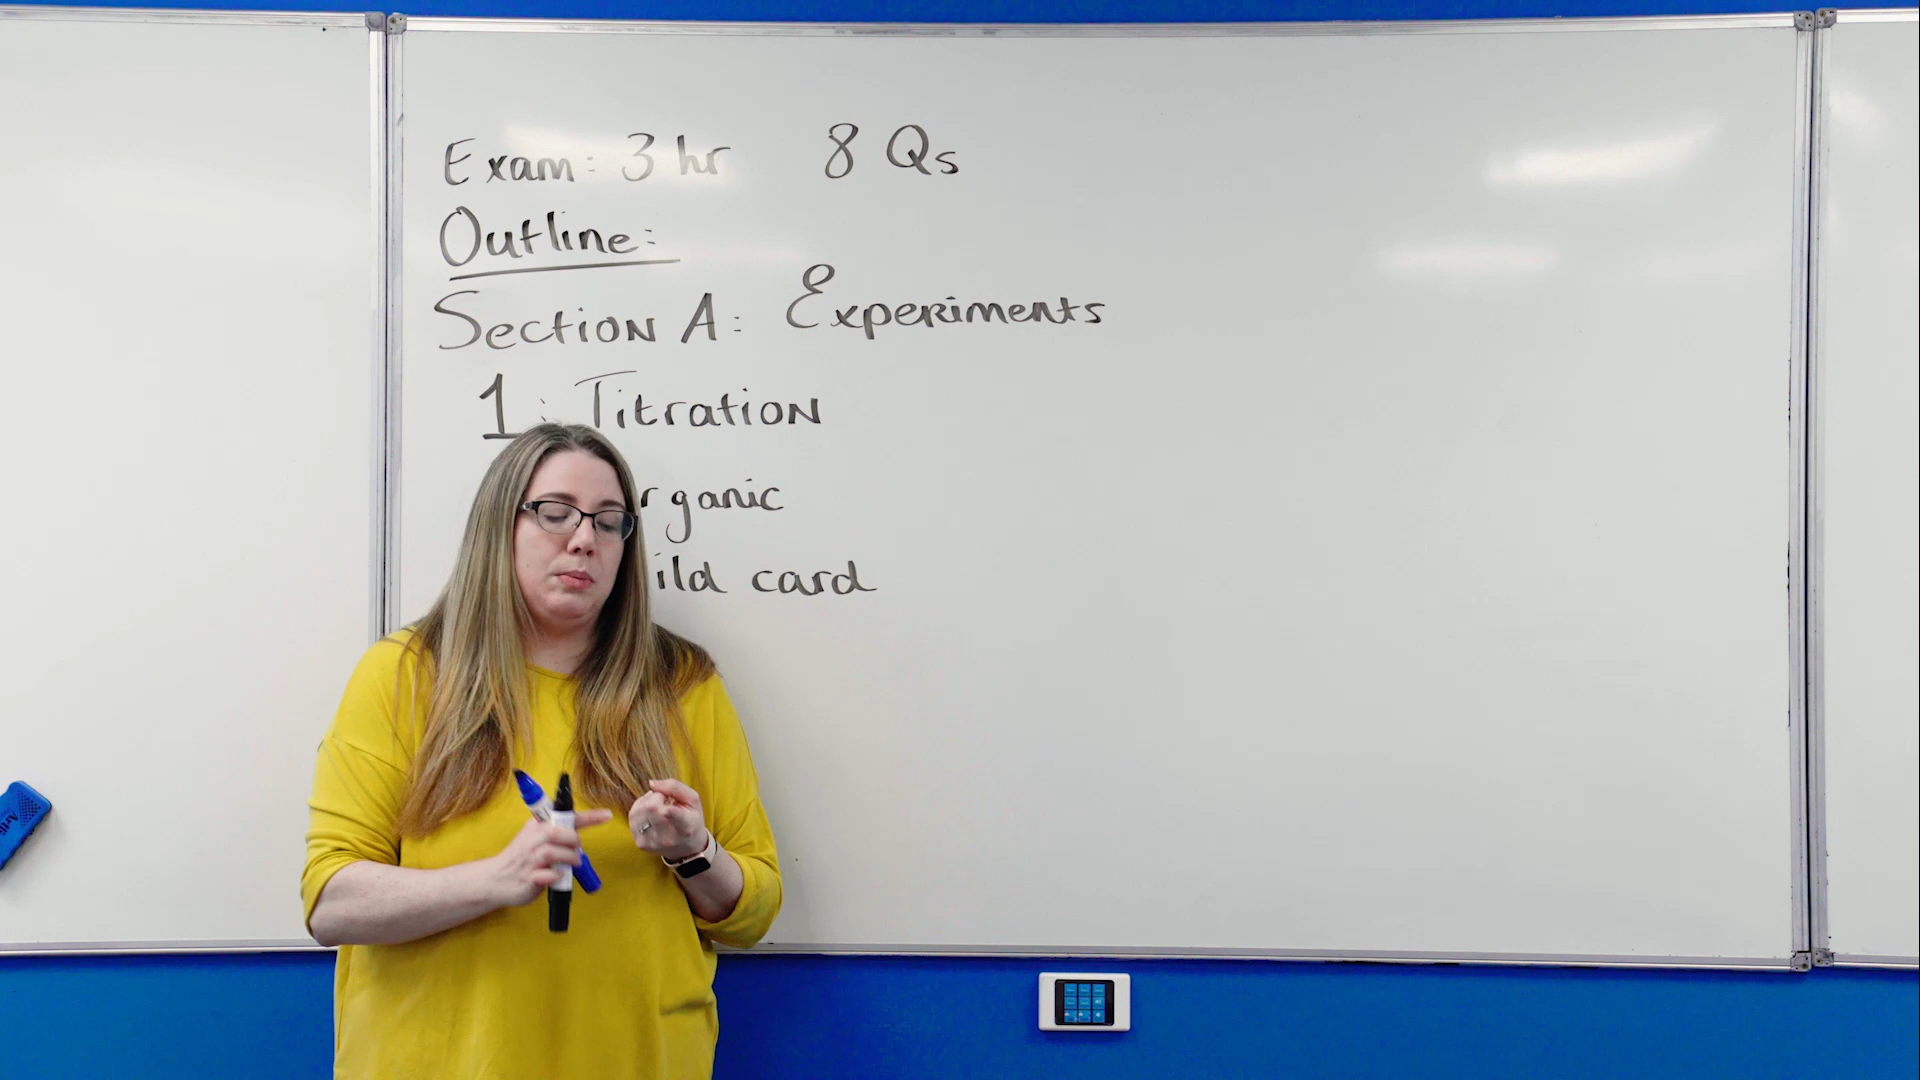 Exam: 3 hr 8 Qs
Outline:
Section A: Experiments
1: Titration
rganic
ild card